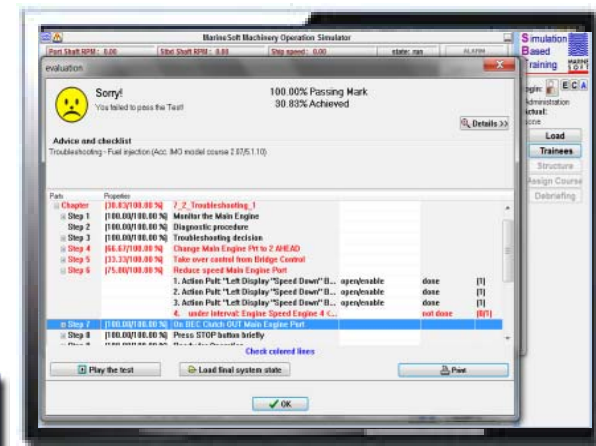 MarineSoft Machinery Operation Simulator
Port Shaft RPM: 0.00 Stbd Shaft RPM: 0.00 Ship speed: 0.00 state: run ALARM
evaluation
Sorry!
You failed to pass the Test!
100.00% Passing Mark
30.83% Achieved
Details >>
Advice and checklist
Troubleshooting - Fuel injection (Acc. IMO model course 2.07/5.1.10)
Parts Properties
Chapter [30.83/100.00 %] 7_2_Troubleshooting_1
Step 1 [100.00/100.00 %] Monitor the Main Engine
Step 2 [100.00/100.00 %] Diagnostic procedure
Step 3 [100.00/100.00 %] Troubleshooting decision
Step 4 [66.67/100.00 %] Change Main Engine Prt to 2 AHEAD
Step 5 [33.33/100.00 %] Take over control from Bridge Control
Step 6 [75.00/100.00 %] Reduce speed Main Engine Port
1. Action Pult: "Left Display "Speed Down" B... open/enable done [1]
2. Action Pult: "Left Display "Speed Down" B... open/enable done [1]
3. Action Pult: "Left Display "Speed Down" B... open/enable done [1]
4. under Interval: Engine Speed Engine 4 <... not done [0/1]
Step 7 [100.00/100.00 %] On DEC Clutch OUT Main Engine Port
Step 8 [100.00/100.00 %] Press STOP button briefly
Check colored lines
Play the test
Load final system state
Print
OK
Simulation
Based
Training
MARINE
SOFT
Login:
E C A
Administration
Actual:
none
Load
Trainees
Structure
Assign Course
Debriefing